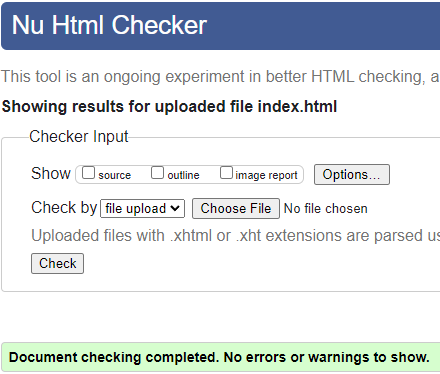 Nu Html Checker
This tool is an ongoing experiment in better HTML checking, a
Showing results for uploaded file index.html
Checker Input
Show source outline image report Options...
Check by file upload Choose File No file chosen
Uploaded files with .xhtml or .xht extensions are parsed us
Check
Document checking completed. No errors or warnings to show.